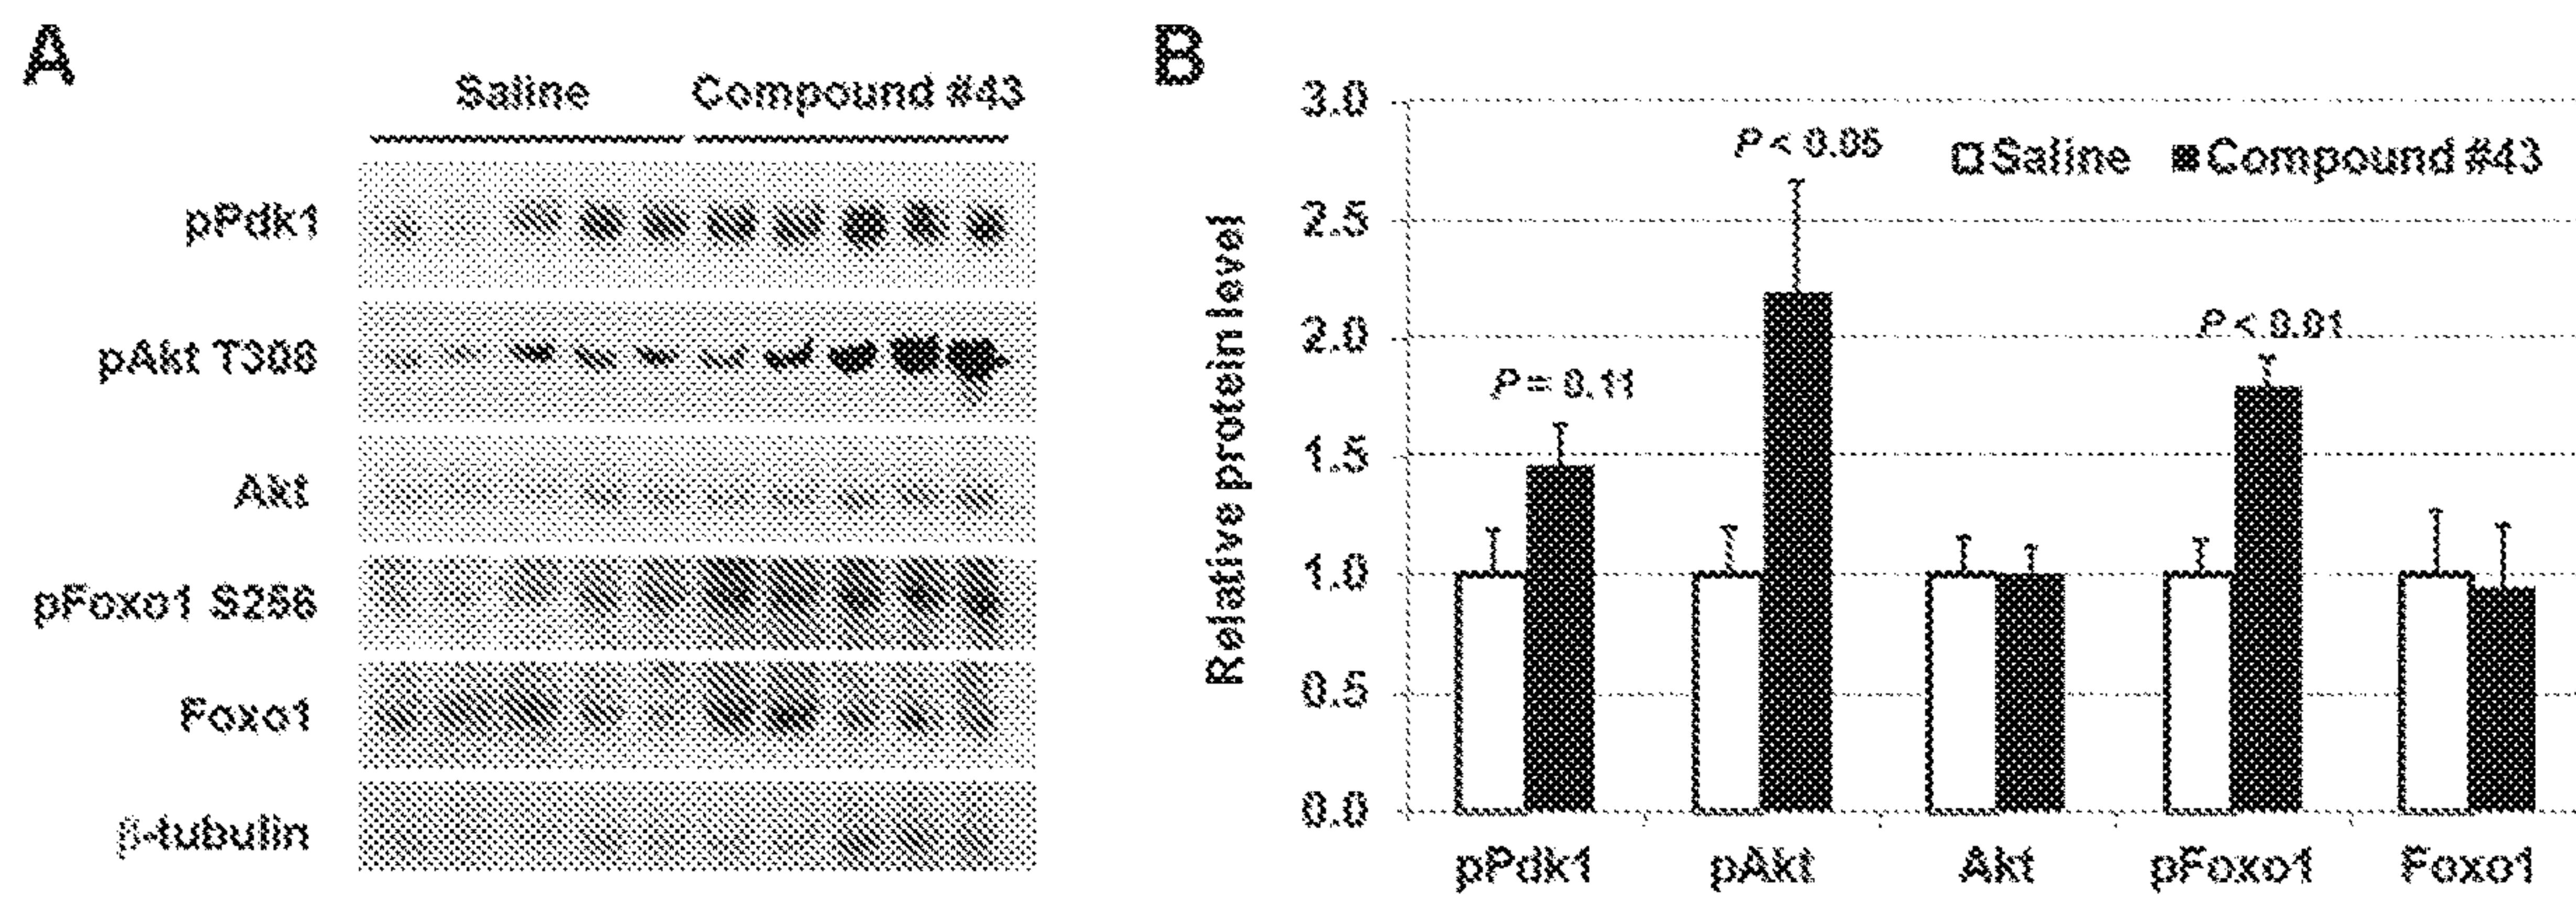 A
Saline Compound #43
pPdk1
pAkt T308
Akt
pFoxo1 S256
Foxo1
β-tubulin
B
Relative protein level
3.0
2.5
2.0
1.5
1.0
0.5
0.0
Saline Compound #43
P = 0.11
P < 0.05
P < 0.01
pPdk1 pAkt Akt pFoxo1 Foxo1